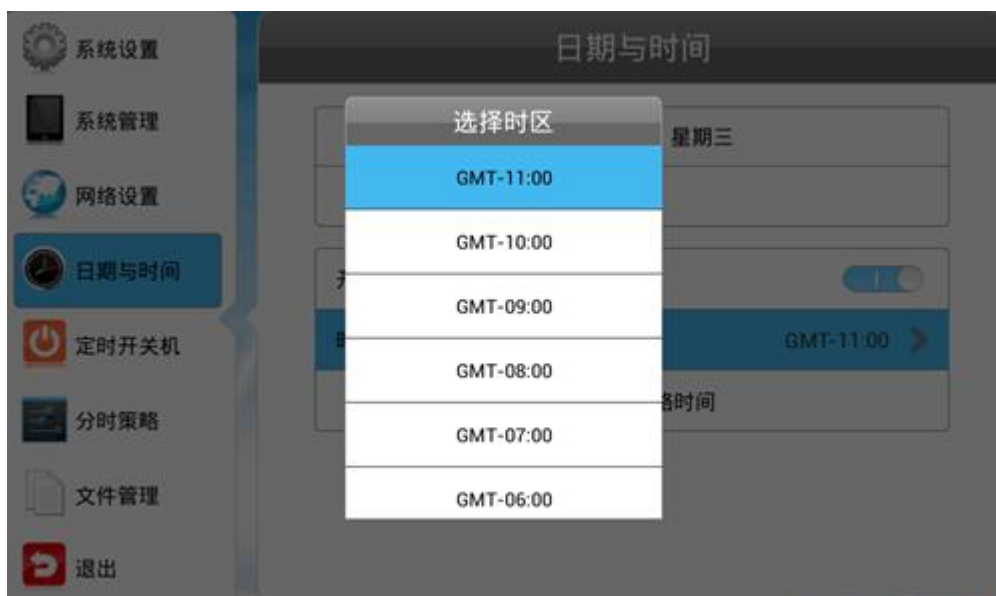 系统设置
系统管理
网络设置
日期与时间
定时开关机
分时策略
文件管理
退出
日期与时间
星期三
GMT-11:00
时间
选择时区
GMT-11:00
GMT-10:00
GMT-09:00
GMT-08:00
GMT-07:00
GMT-06:00